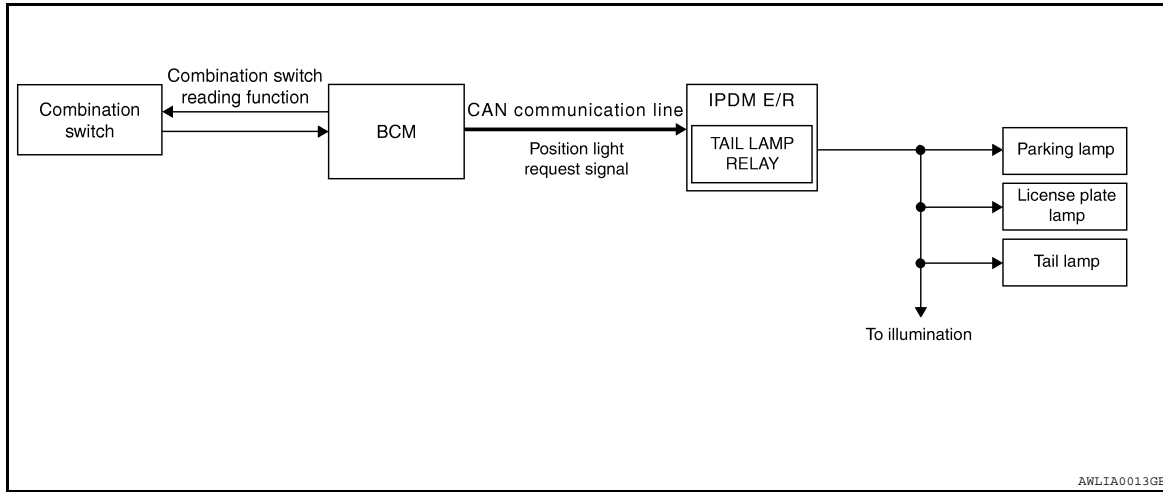 Combination switch
reading function
Combination
switch
BCM
CAN communication line
Position light
request signal
IPDM E/R
TAIL LAMP
RELAY
Parking lamp
License plate
lamp
Tail lamp
To illumination
AWLIA0013GB